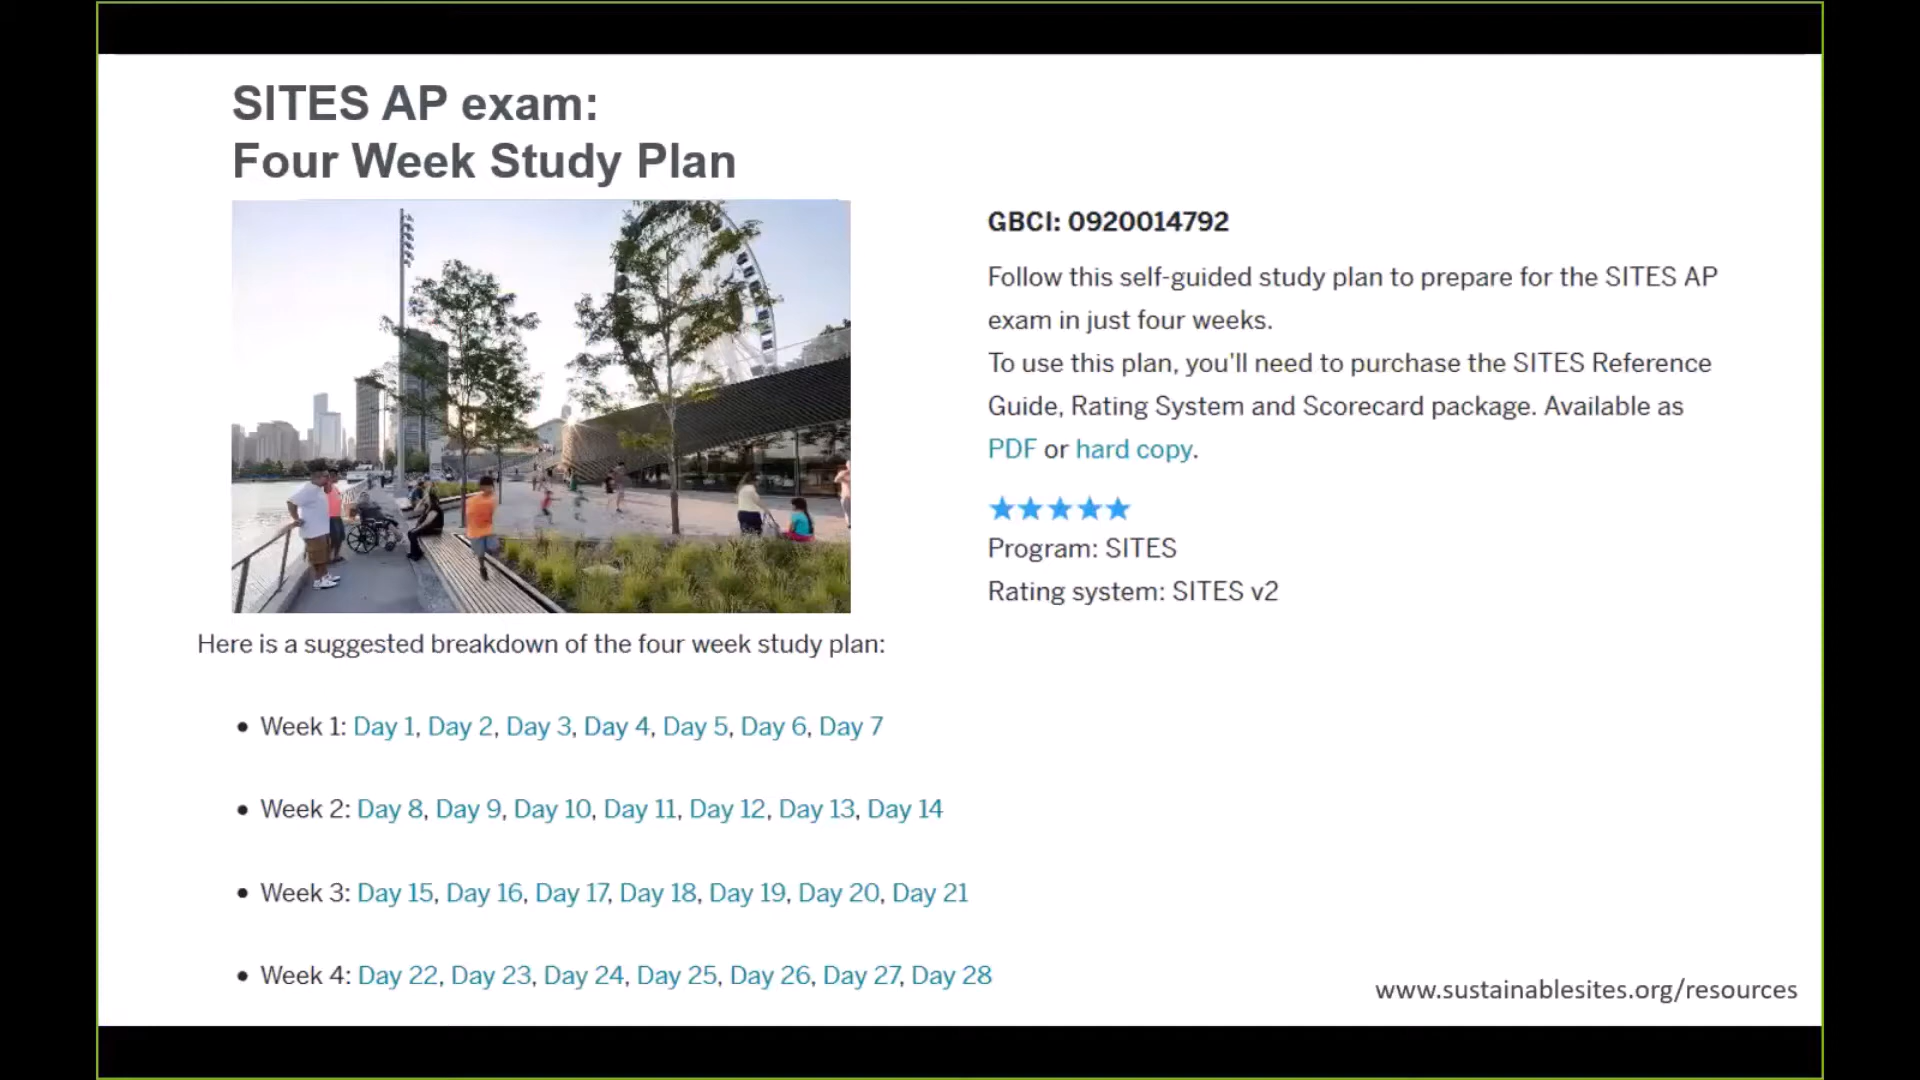 SITES AP exam:
Four Week Study Plan
GBCI: 0920014792
Follow this self-guided study plan to prepare for the SITES AP
exam in just four weeks.
To use this plan, you'll need to purchase the SITES Reference
Guide, Rating System and Scorecard package. Available as
PDF or hard copy.
Program: SITES
Rating system: SITES v2
Here is a suggested breakdown of the four week study plan:
• Week 1: Day 1, Day 2, Day 3, Day 4, Day 5, Day 6, Day 7
• Week 2: Day 8, Day 9, Day 10, Day 11, Day 12, Day 13, Day 14
• Week 3: Day 15, Day 16, Day 17, Day 18, Day 19, Day 20, Day 21
• Week 4: Day 22, Day 23, Day 24, Day 25, Day 26, Day 27, Day 28
www.sustainablesites.org/resources